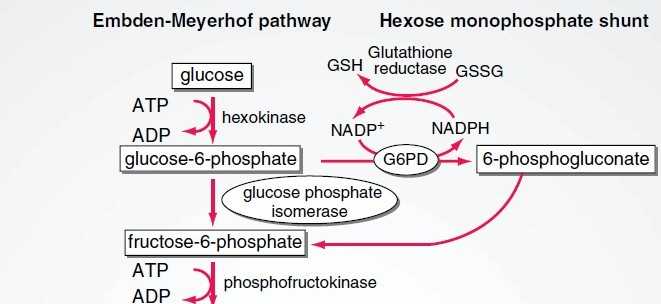 Embden-Meyerhof pathway
Hexose monophosphate shunt
glucose
GSH
Glutathione
reductase
GSSG
ATP
hexokinase
ADP
NADP+
NADPH
glucose-6-phosphate
G6PD
6-phosphogluconate
glucose phosphate
isomerase
fructose-6-phosphate
ATP
phosphofructokinase
ADP